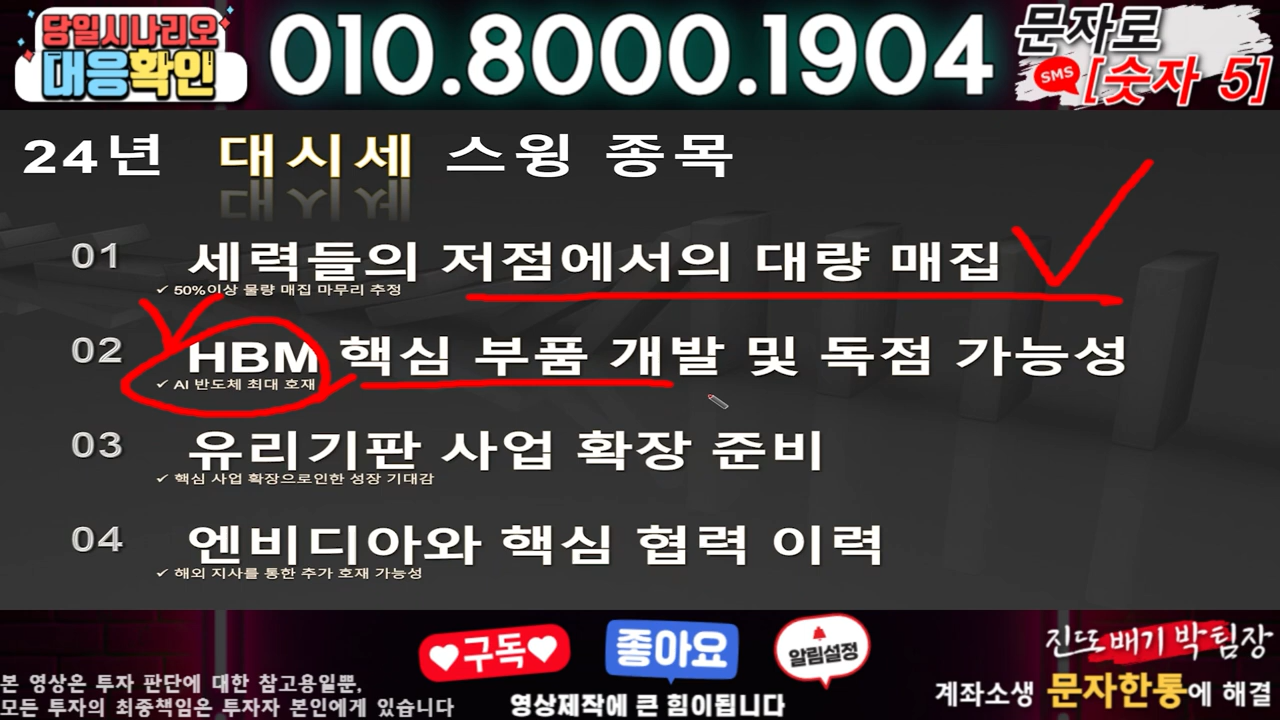 당일시나리오
대응확인
010.8000.1904
문자로
SMS [숫자 5]
24년 대시세 스윙 종목
01 세력들의 저점에서의 대량 매집
✓ 50%이상 물량 매집 마무리 추정
02 HBM 핵심 부품 개발 및 독점 가능성
✓ AI 반도체 최대 호재
03 유리기판 사업 확장 준비
✓ 핵심 사업 확장으로인한 성장 기대감
04 엔비디아와 핵심 협력 이력
✓ 해외 지사를 통한 추가 호재 가능성
구독 좋아요 알림설정
영상제작에 큰 힘이됩니다
본 영상은 투자 판단에 대한 참고용일뿐,
모든 투자의 최종책임은 투자자 본인에게 있습니다
진또배기 박팀장
계좌소생 문자한통에 해결